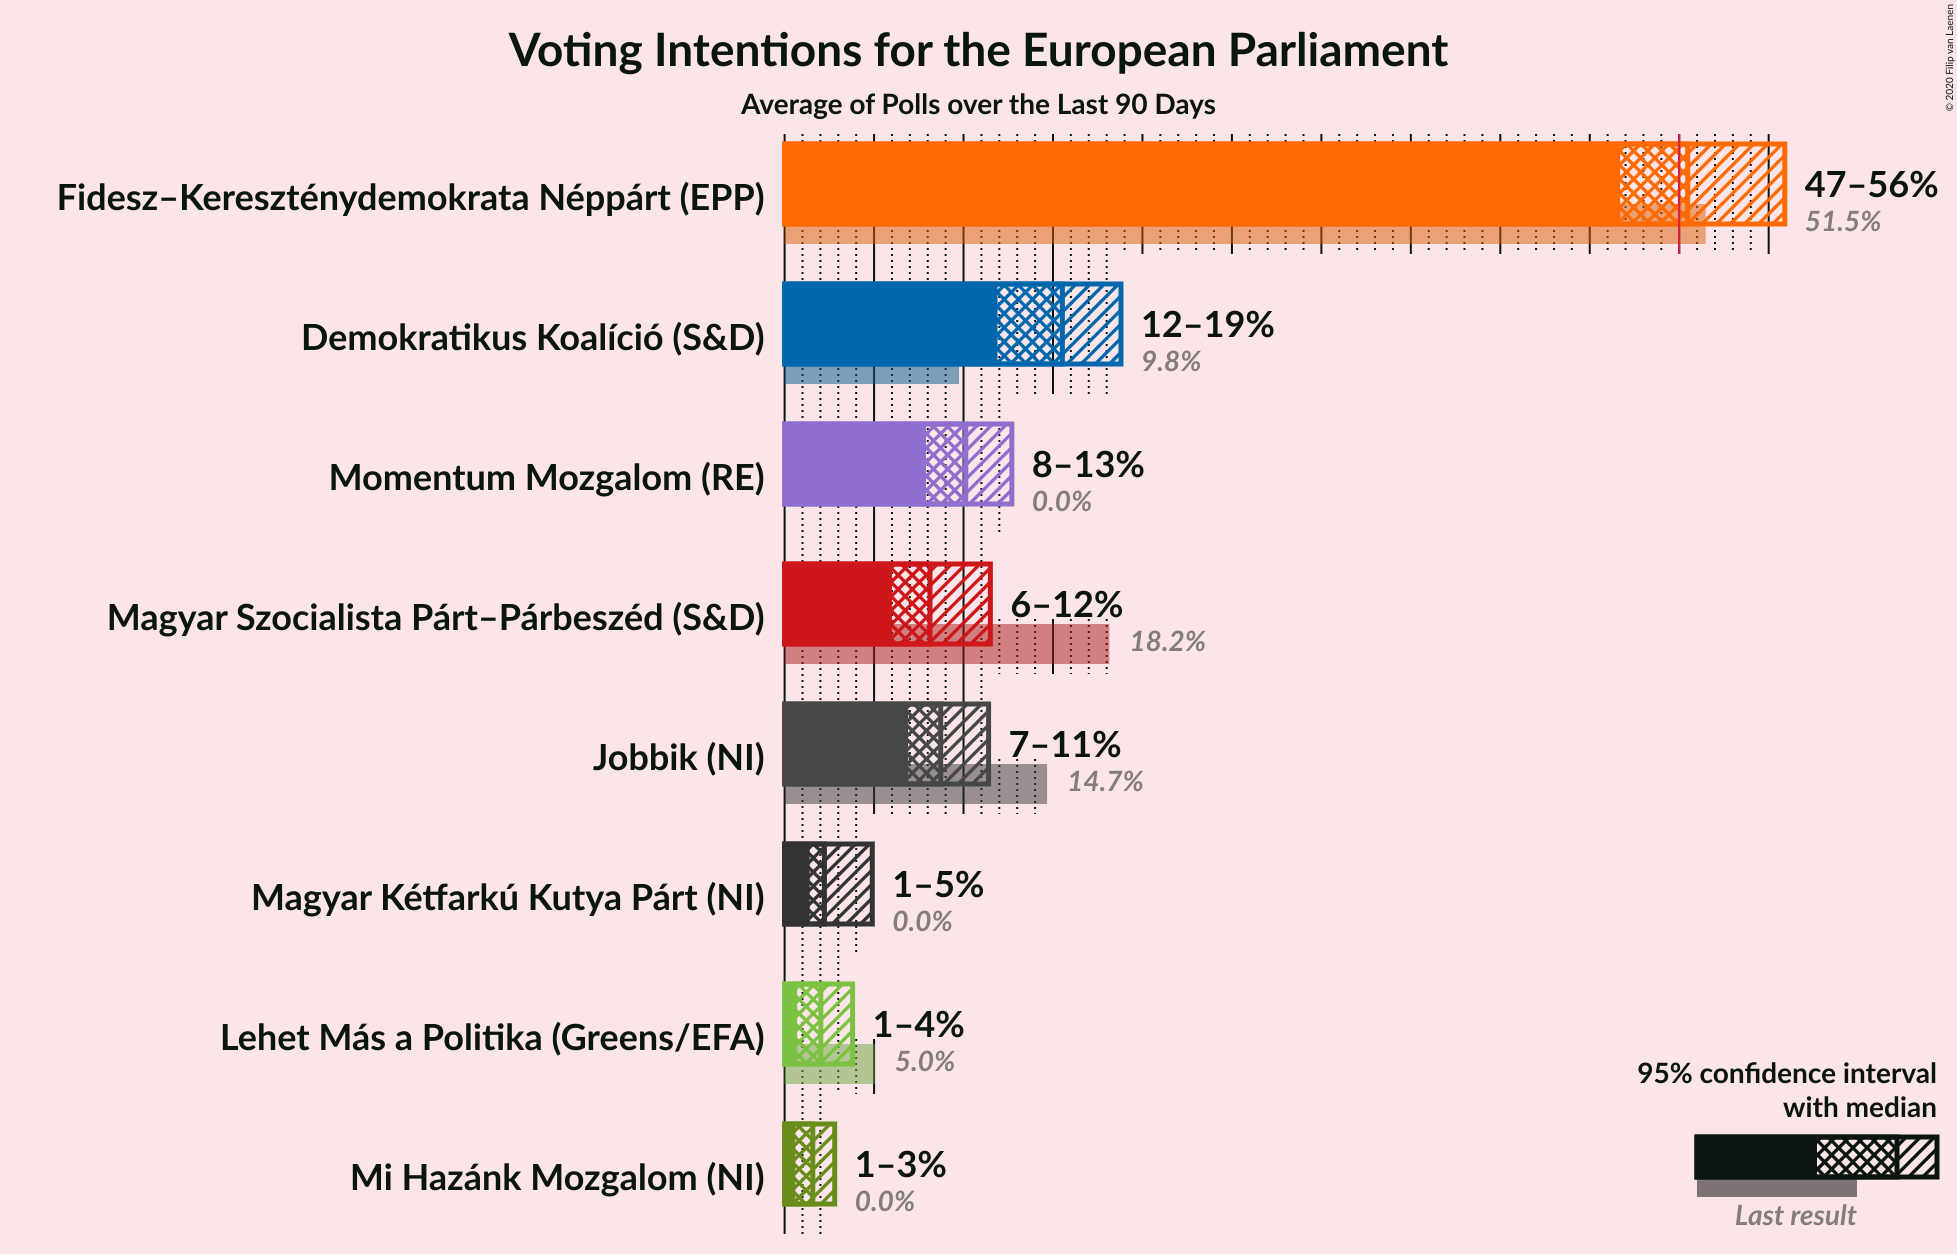 Voting Intentions for the European Parliament
Average of Polls over the Last 90 Days
© 2020 Filip van Laenen
Fidesz–Kereszténydemokrata Néppárt (EPP)
47–56%
51.5%
Demokratikus Koalíció (S&D)
12–19%
9.8%
Momentum Mozgalom (RE)
8–13%
0.0%
Magyar Szocialista Párt–Párbeszéd (S&D)
6–12%
18.2%
Jobbik (NI)
7–11%
14.7%
Magyar Kétfarkú Kutya Párt (NI)
1–5%
0.0%
Lehet Más a Politika (Greens/EFA)
1–4%
5.0%
Mi Hazánk Mozgalom (NI)
1–3%
0.0%
95% confidence interval
with median
Last result